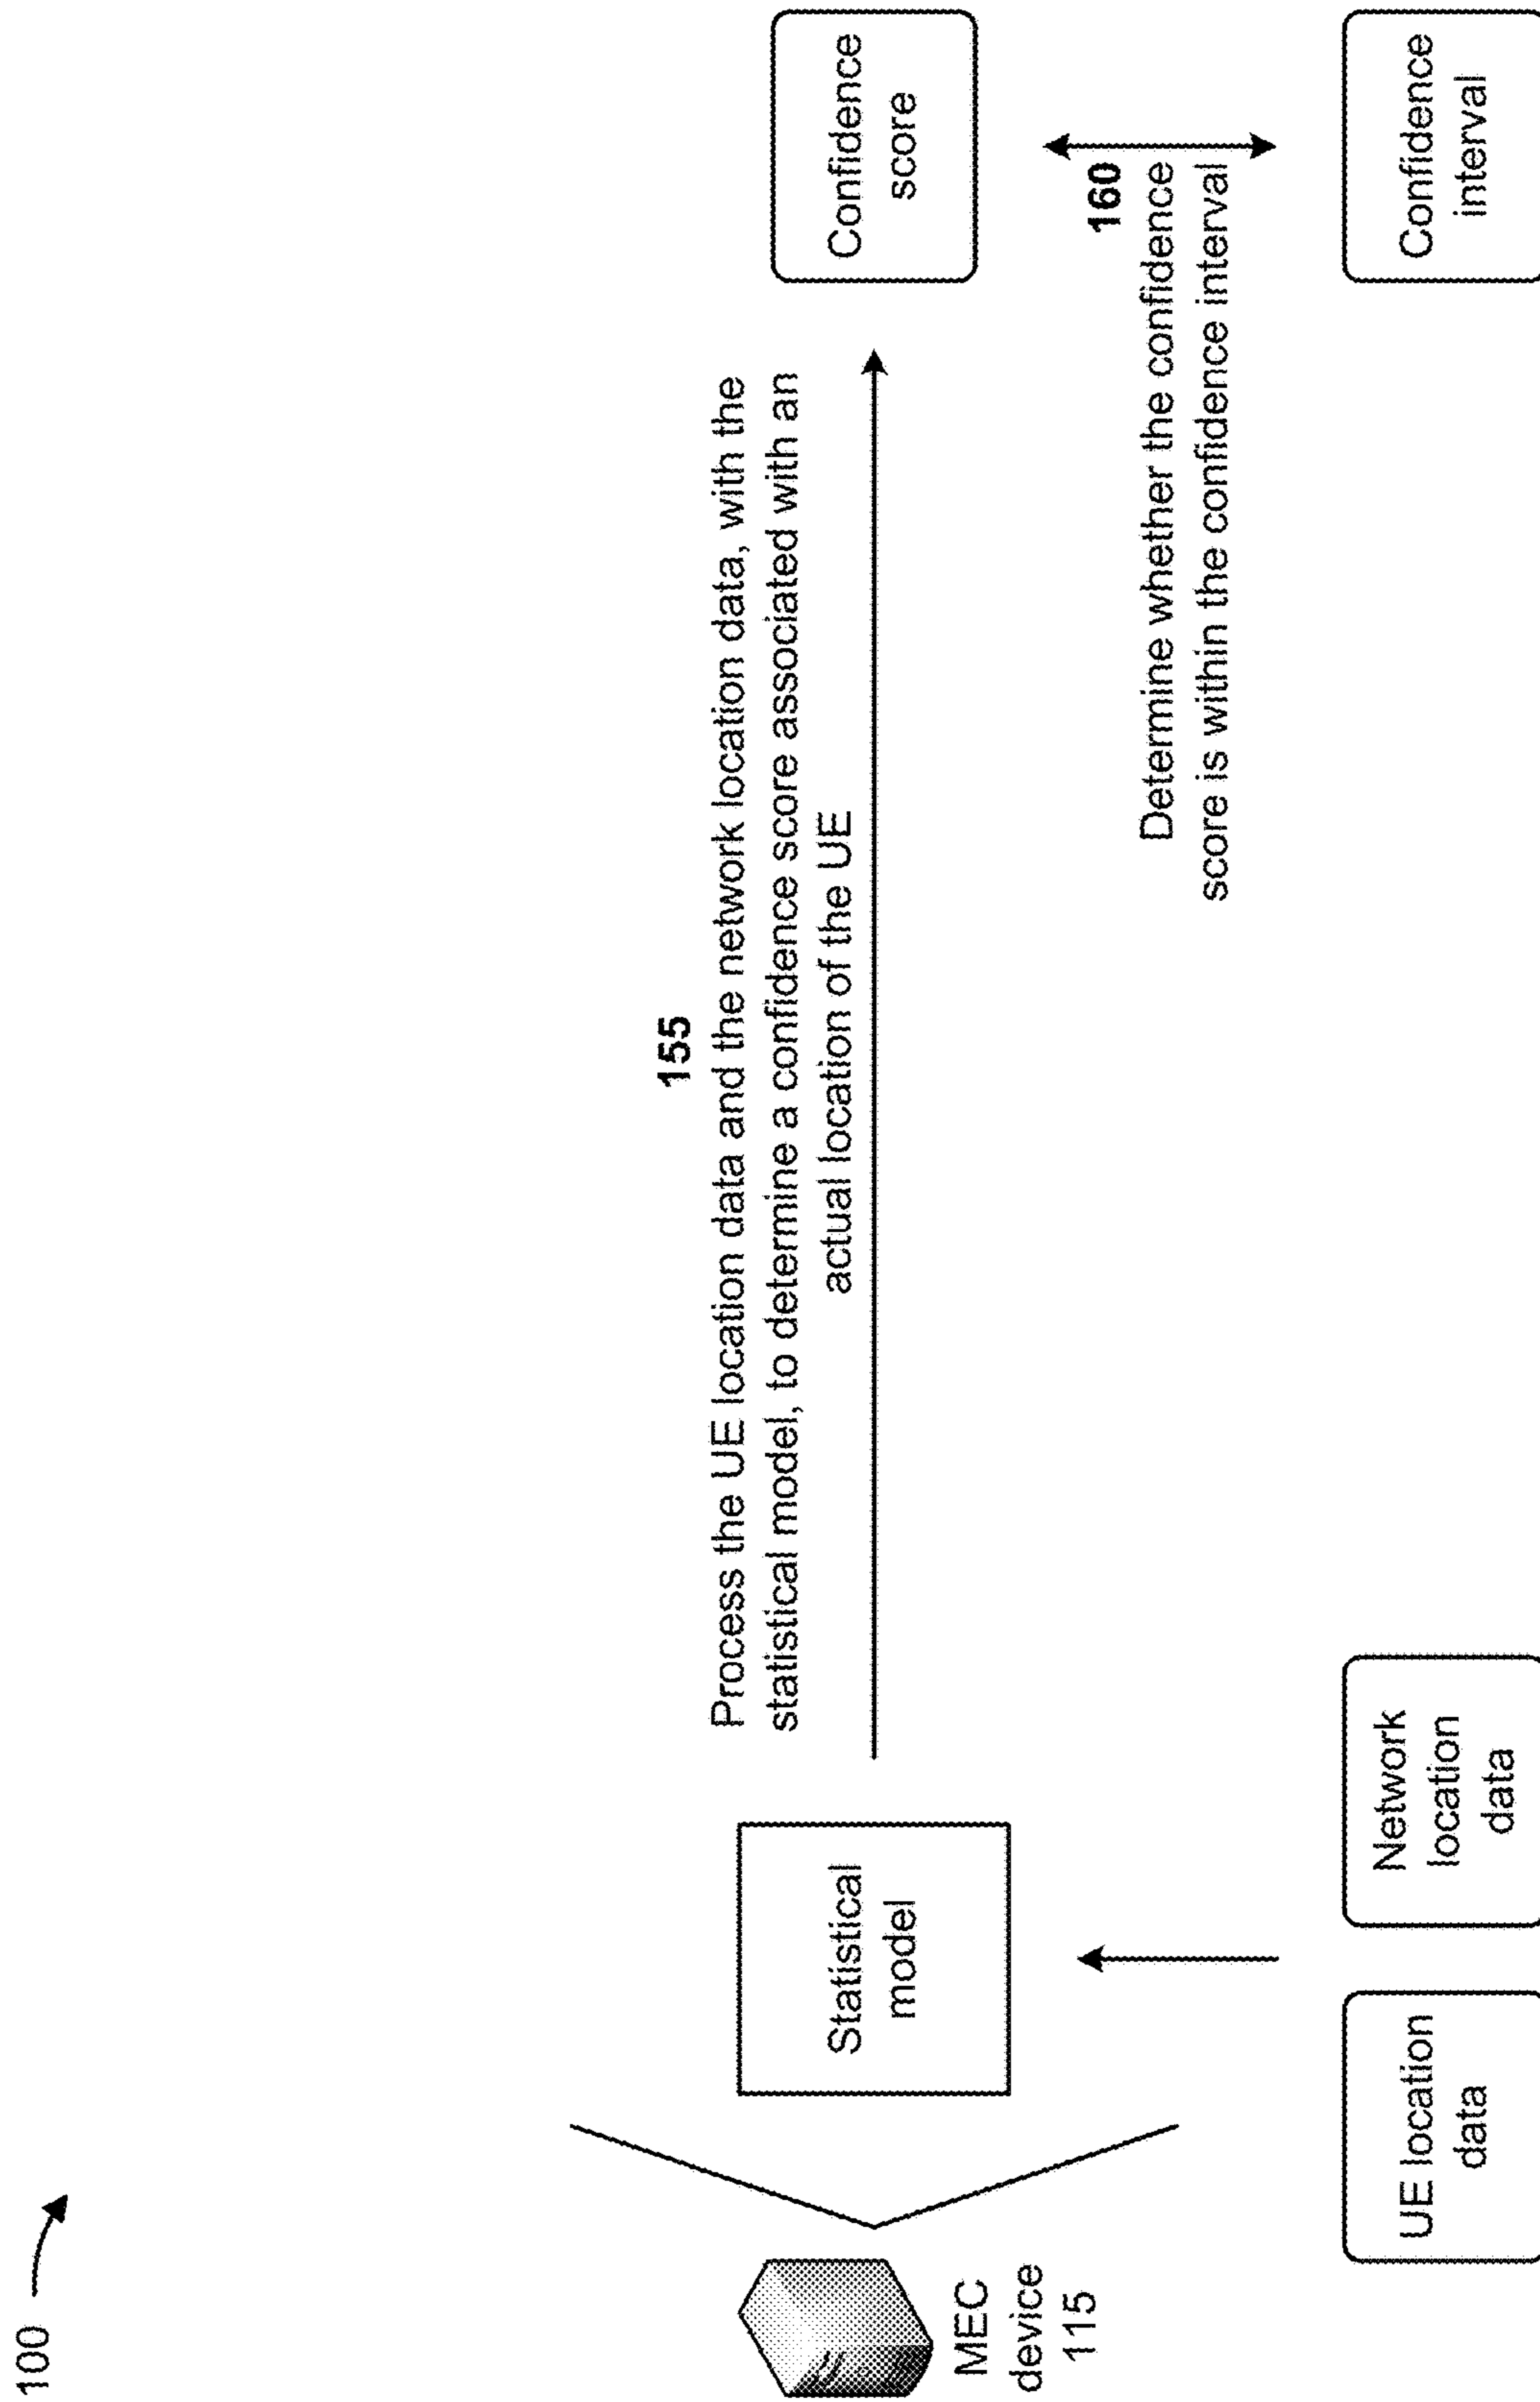 100
155
Process the UE location data and the network location data, with the
statistical model, to determine a confidence score associated with an
actual location of the UE
MEC
device
115
Statistical
model
Confidence
score
160
Determine whether the confidence
score is within the confidence interval
UE location
data
Network
location
data
Confidence
interval